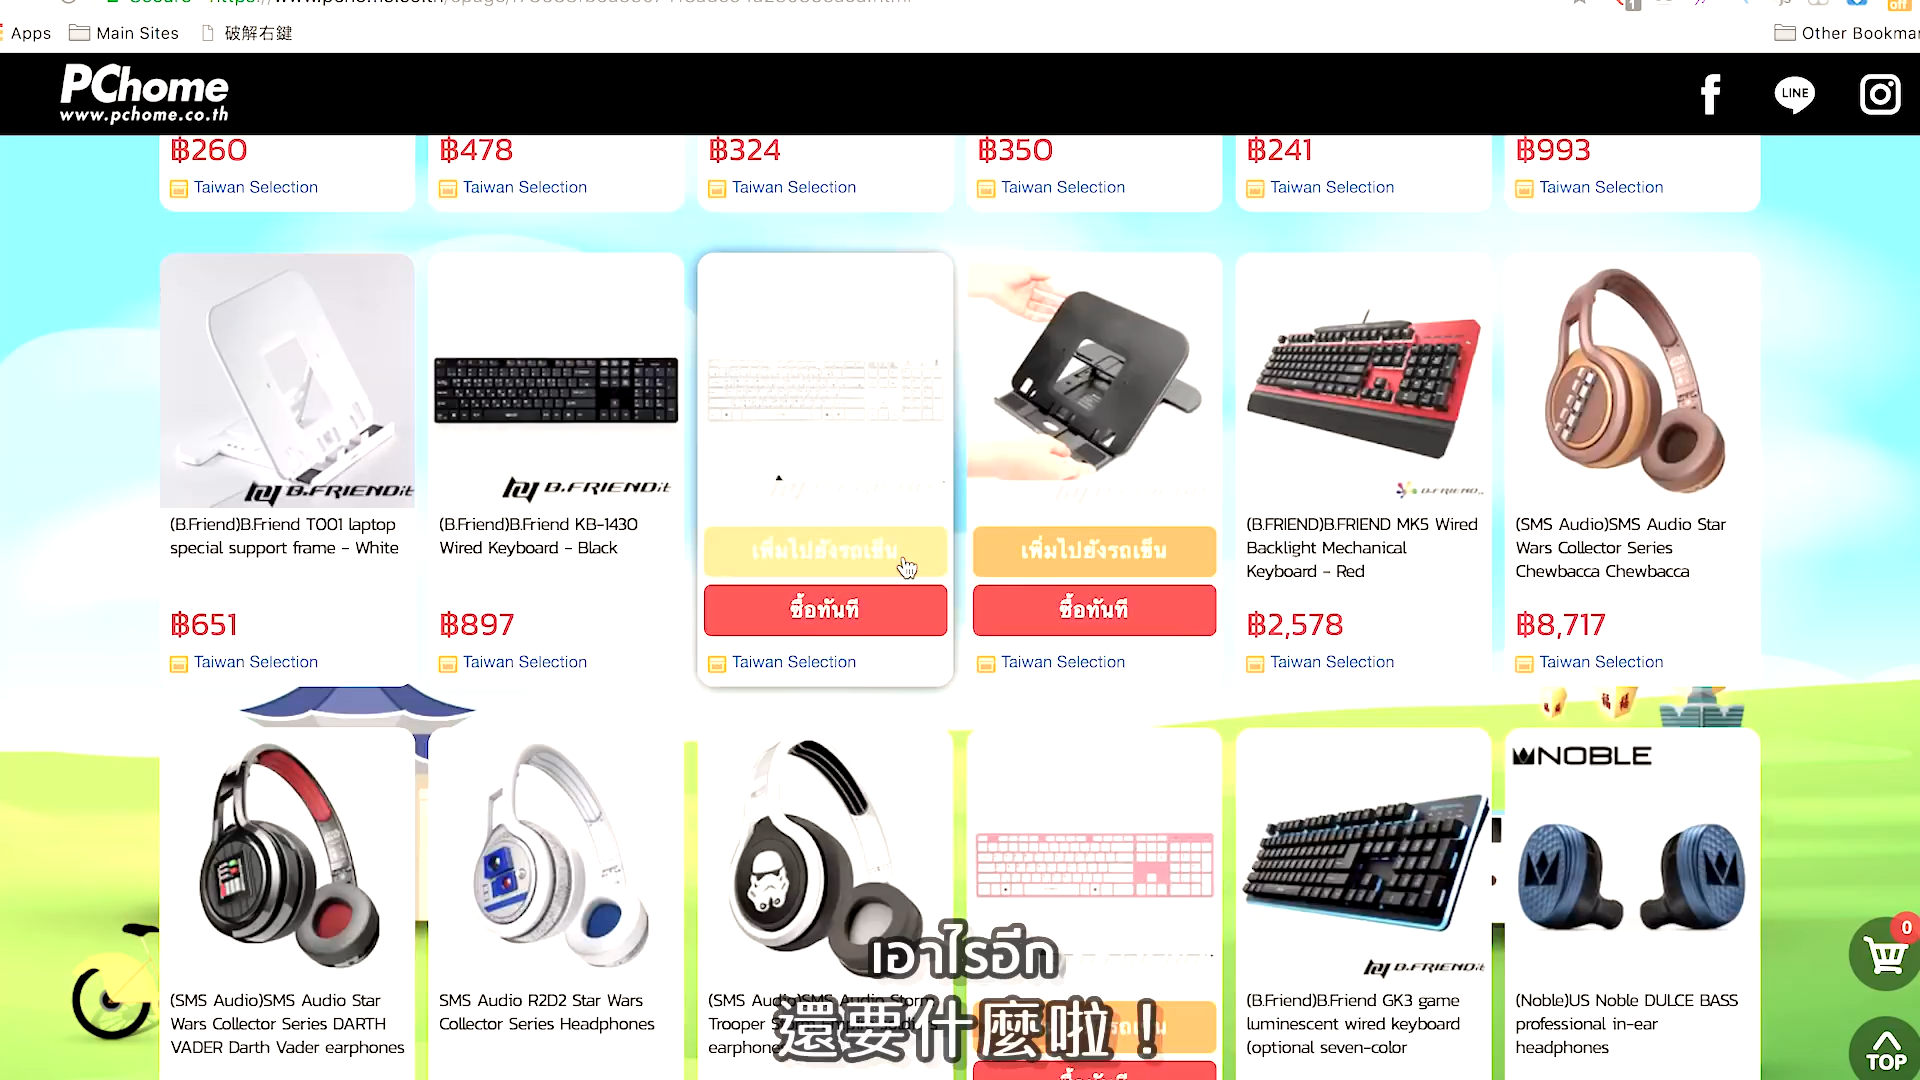 Apps
Main Sites
破解右鍵
Other Bookmar
PChome
www.pchome.co.th
LINE
฿260
฿478
฿324
฿350
฿241
฿993
Taiwan Selection
Taiwan Selection
Taiwan Selection
Taiwan Selection
Taiwan Selection
Taiwan Selection
B.FRIENDit
B.FRIENDit
B.FRIEND
(B.Friend)B.Friend T001 laptop
special support frame - White
฿651
Taiwan Selection
(B.Friend)B.Friend KB-1430
Wired Keyboard - Black
฿897
Taiwan Selection
เพิ่มไปยังรถเข็น
ซื้อทันที
Taiwan Selection
เพิ่มไปยังรถเข็น
ซื้อทันที
Taiwan Selection
(B.FRIEND)B.FRIEND MK5 Wired
Backlight Mechanical
Keyboard - Red
฿2,578
Taiwan Selection
(SMS Audio)SMS Audio Star
Wars Collector Series
Chewbacca Chewbacca
฿8,717
Taiwan Selection
NOBLE
B.FRIENDit
(SMS Audio)SMS Audio Star
Wars Collector Series DARTH
VADER Darth Vader earphones
SMS Audio R2D2 Star Wars
Collector Series Headphones
(B.Friend)B.Friend GK3 game
luminescent wired keyboard
(optional seven-color
(Noble)US Noble DULCE BASS
professional in-ear
headphones
0
TOP
เอาไรอีก
還要什麼啦！